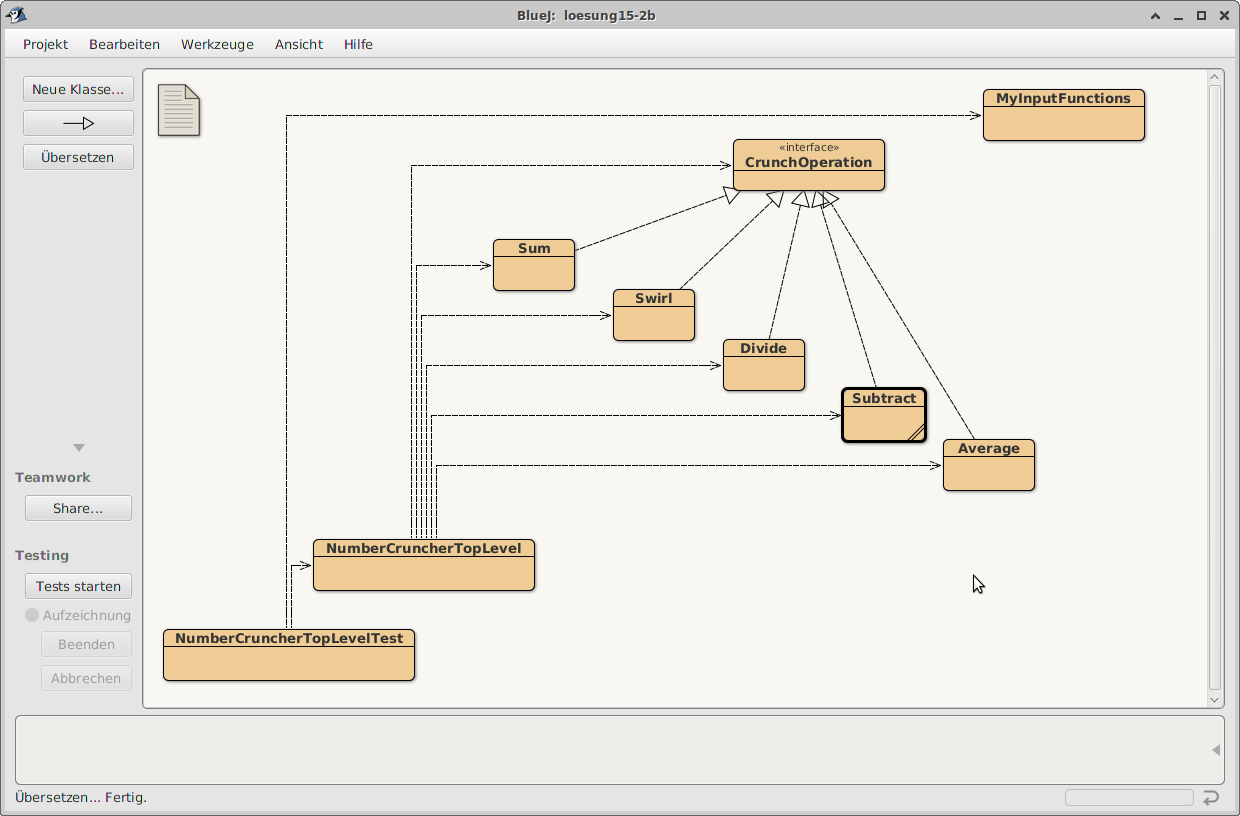 BlueJ:  loesung15-2b
Projekt Bearbeiten Werkzeuge Ansicht Hilfe
Neue Klasse...
Übersetzen
MyInputFunctions
«interface»
CrunchOperation
Sum
Swirl
Divide
Subtract
Average
NumberCruncherTopLevel
NumberCruncherTopLevelTest
Teamwork
Share...
Testing
Tests starten
Aufzeichnung
Beenden
Abbrechen
Übersetzen... Fertig.